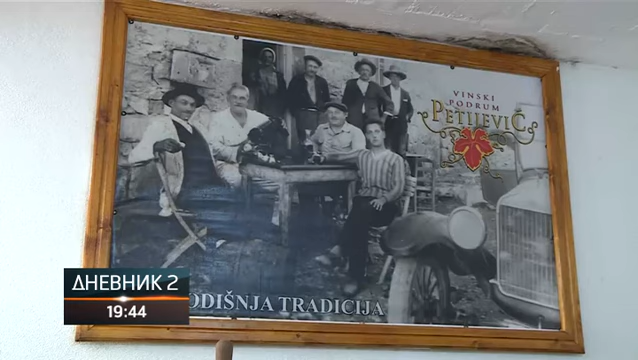 VINSKI
PODRUM
PETIJEVIĆ
ODIŠNJA TRADICIJA
ДНЕВНИК 2
19:44